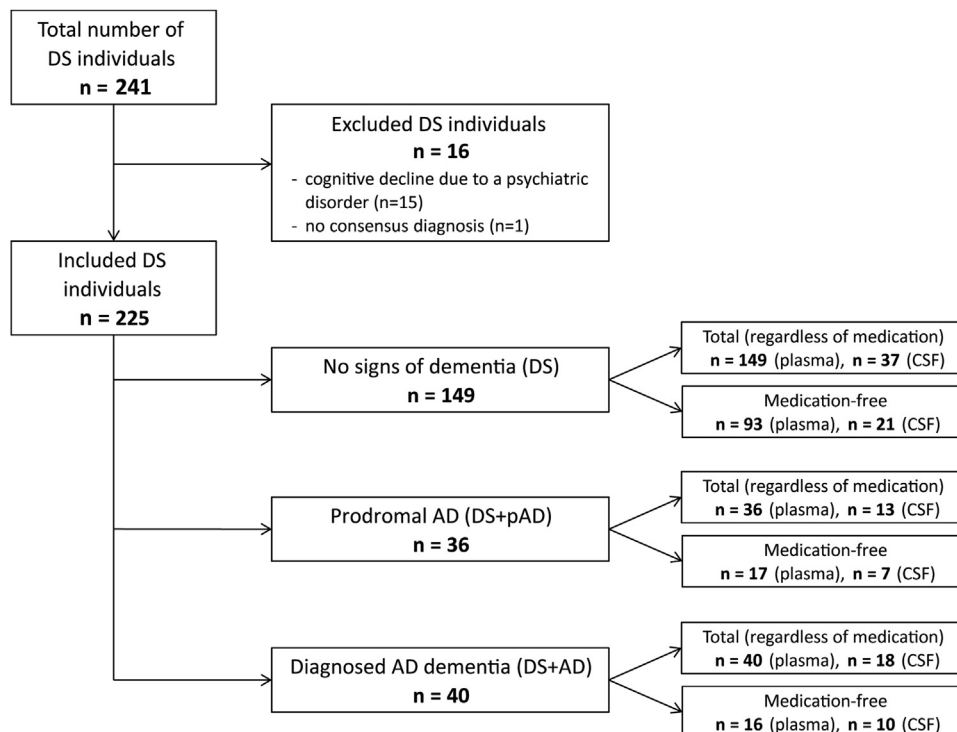 Total number of
DS individuals
n = 241
Excluded DS individuals
n = 16
- cognitive decline due to a psychiatric
disorder (n=15)
- no consensus diagnosis (n=1)
Included DS
individuals
n = 225
No signs of dementia (DS)
n = 149
Total (regardless of medication)
n = 149 (plasma), n = 37 (CSF)
Medication-free
n = 93 (plasma), n = 21 (CSF)
Prodromal AD (DS+pAD)
n = 36
Total (regardless of medication)
n = 36 (plasma), n = 13 (CSF)
Medication-free
n = 17 (plasma), n = 7 (CSF)
Diagnosed AD dementia (DS+AD)
n = 40
Total (regardless of medication)
n = 40 (plasma), n = 18 (CSF)
Medication-free
n = 16 (plasma), n = 10 (CSF)